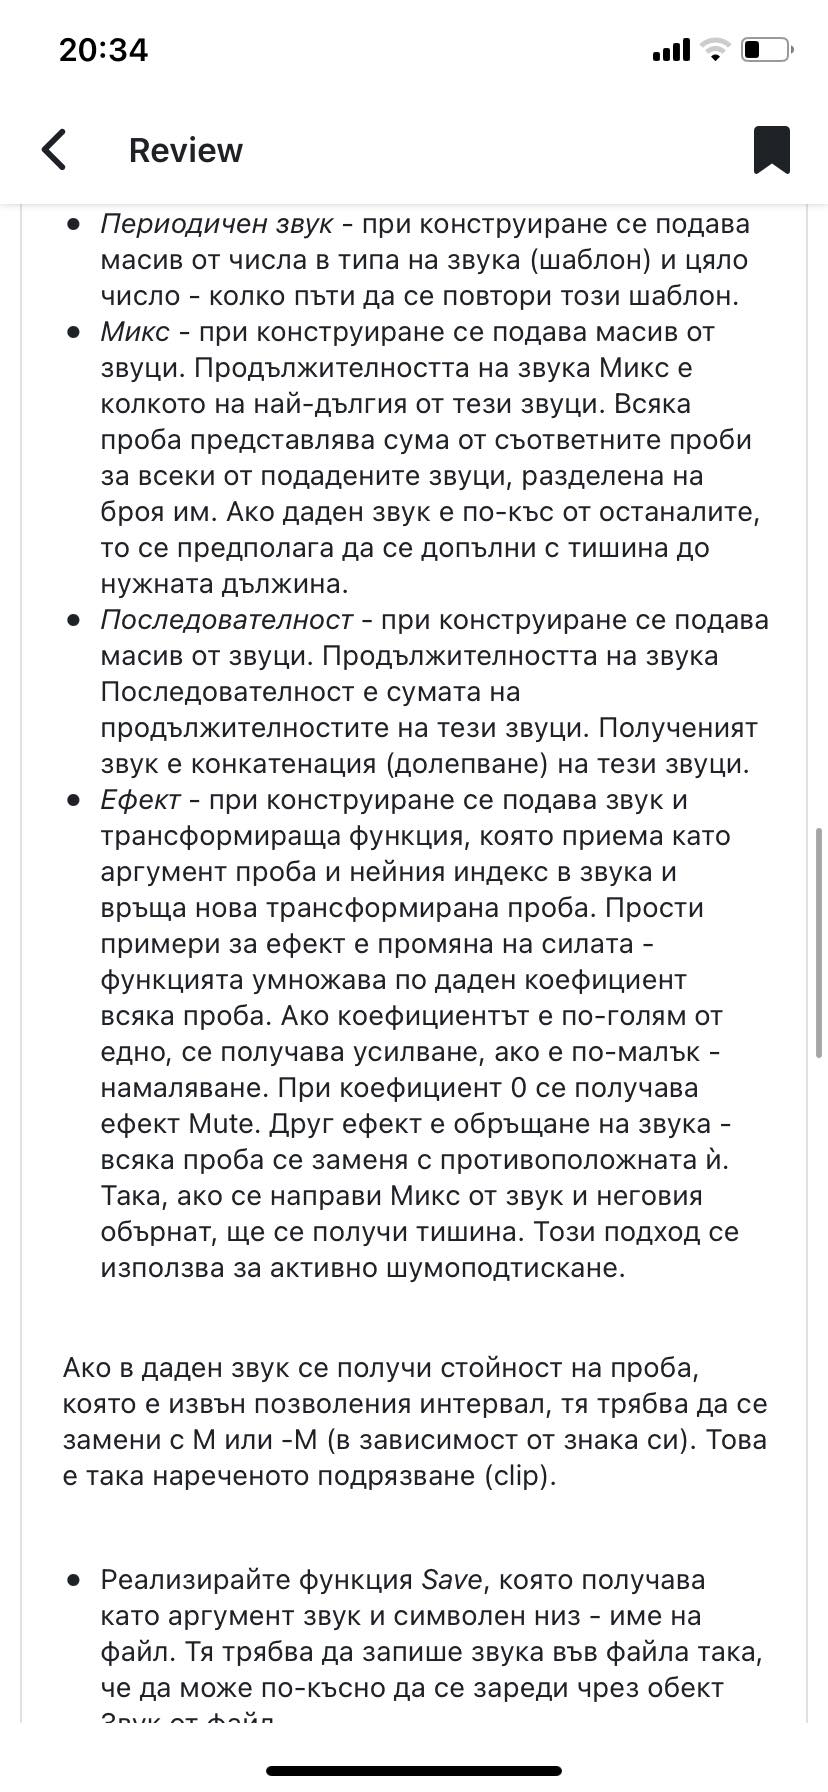 20:34
Review
Периодичен звук - при конструиране се подава
масив от числа в типа на звука (шаблон) и цяло
число - колко пъти да се повтори този шаблон.
Микс - при конструиране се подава масив от
звуци. Продължителността на звука Микс е
колкото на най-дългия от тези звуци. Всяка
проба представлява сума от съответните проби
за всеки от подадените звуци, разделена на
броя им. Ако даден звук е по-къс от останалите,
то се предполага да се допълни с тишина до
нужната дължина.
Последователност - при конструиране се подава
масив от звуци. Продължителността на звука
Последователност е сумата на
продължителностите на тези звуци. Полученият
звук е конкатенация (долепване) на тези звуци.
Ефект - при конструиране се подава звук и
трансформираща функция, която приема като
аргумент проба и нейния индекс в звука и
връща нова трансформирана проба. Прости
примери за ефект е промяна на силата -
функцията умножава по даден коефициент
всяка проба. Ако коефициентът е по-голям от
едно, се получава усилване, ако е по-малък -
намаляване. При коефициент 0 се получава
ефект Mute. Друг ефект е обръщане на звука -
всяка проба се заменя с противоположната ѝ.
Така, ако се направи Микс от звук и неговия
обърнат, ще се получи тишина. Този подход се
използва за активно шумоподтискане.
Ако в даден звук се получи стойност на проба,
която е извън позволения интервал, тя трябва да се
замени с M или -M (в зависимост от знака си). Това
е така нареченото подрязване (clip).
Реализирайте функция Save, която получава
като аргумент звук и символен низ - име на
файл. Тя трябва да запише звука във файла така,
че да може по-късно да се зареди чрез обект
Звук от файл